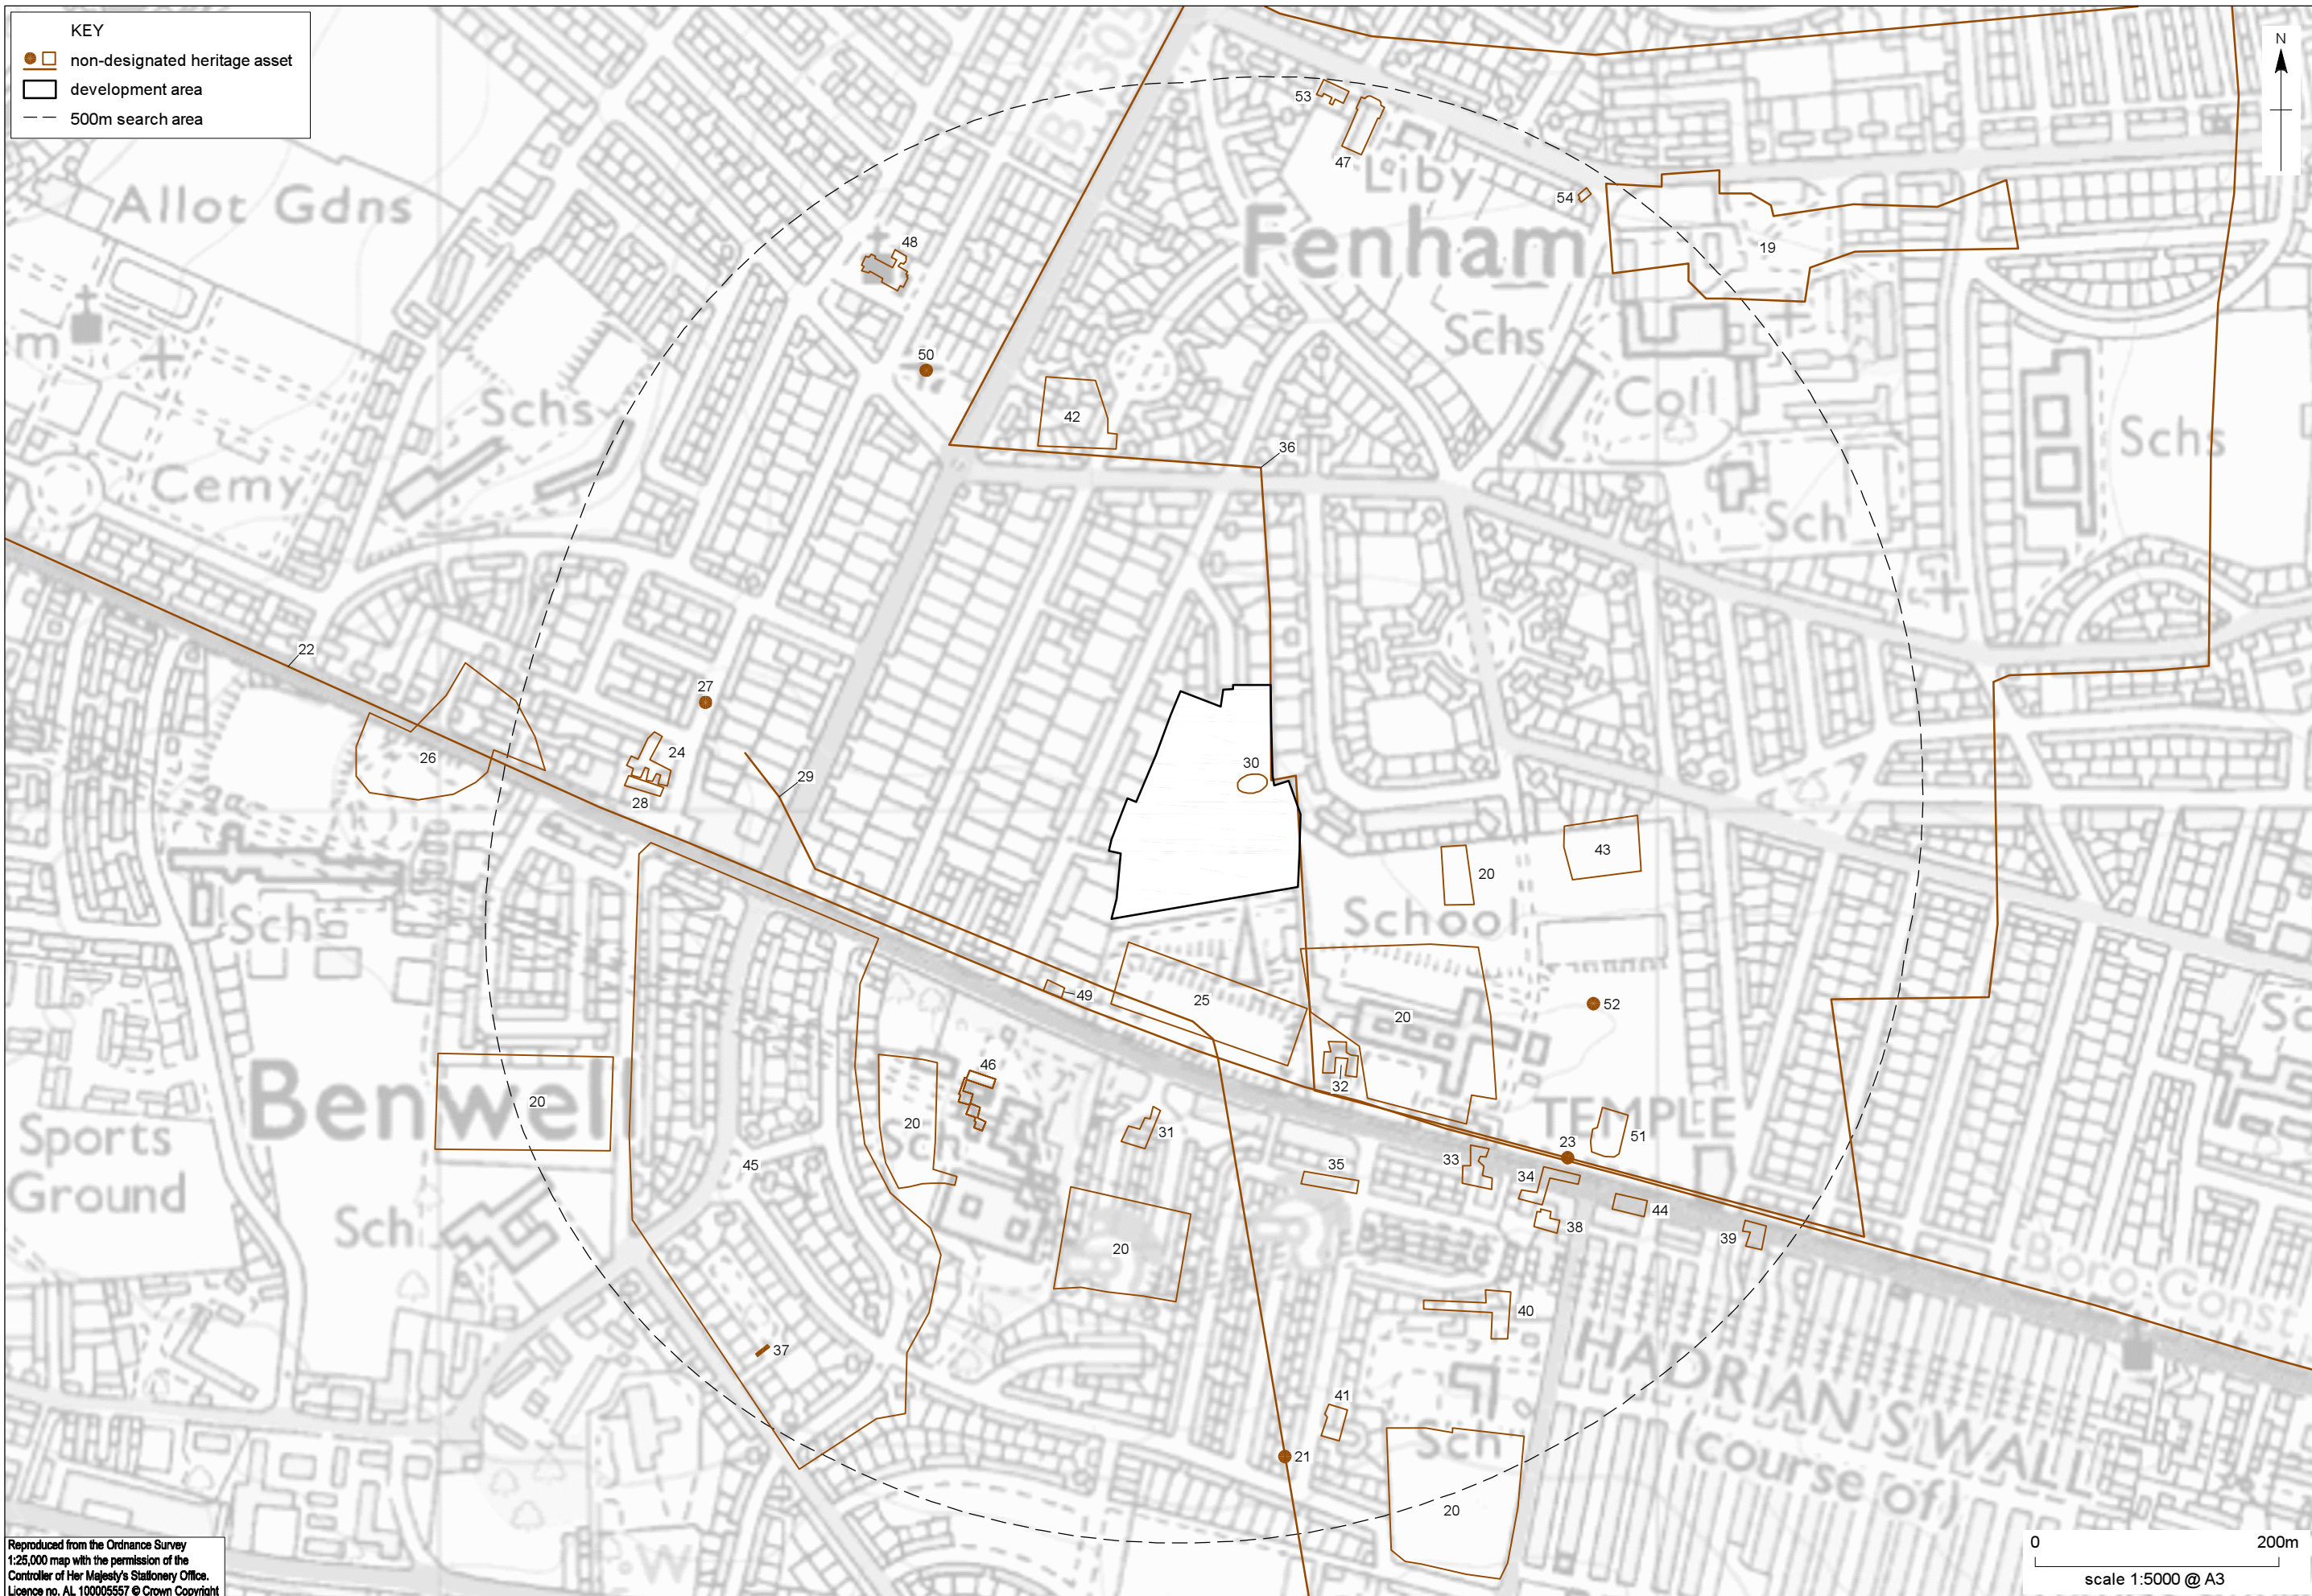 KEY
non-designated heritage asset
development area
500m search area
N
B1305
53
47
Liby
54
Allot Gdns
48
Fenham
19
Schs
50
42
Coll
Schs
Schs
36
Cemy
Sch
22
27
24
26
29
30
28
43
20
Schs
School
49
25
20
52
46
32
Benwel
20
20
31
TEMPLE
23
51
Sports
Ground
45
35
33
34
44
38
39
Sch
20
40
HADRIAN'S WALL
(course of)
37
41
Sch
21
20
Reproduced from the Ordnance Survey
1:25,000 map with the permission of the
Controller of Her Majesty's Stationery Office.
Licence no. AL 100005557 © Crown Copyright
0 200m
scale 1:5000 @ A3